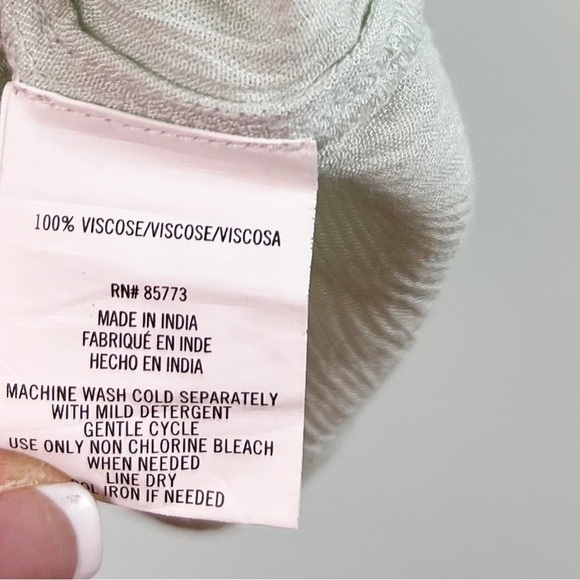 100% VISCOSE/VISCOSE/VISCOSA
RN# 85773
MADE IN INDIA
FABRIQUÉ EN INDE
HECHO EN INDIA
MACHINE WASH COLD SEPARATELY
WITH MILD DETERGENT
GENTLE CYCLE
USE ONLY NON CHLORINE BLEACH
WHEN NEEDED
LINE DRY
IRON IF NEEDED